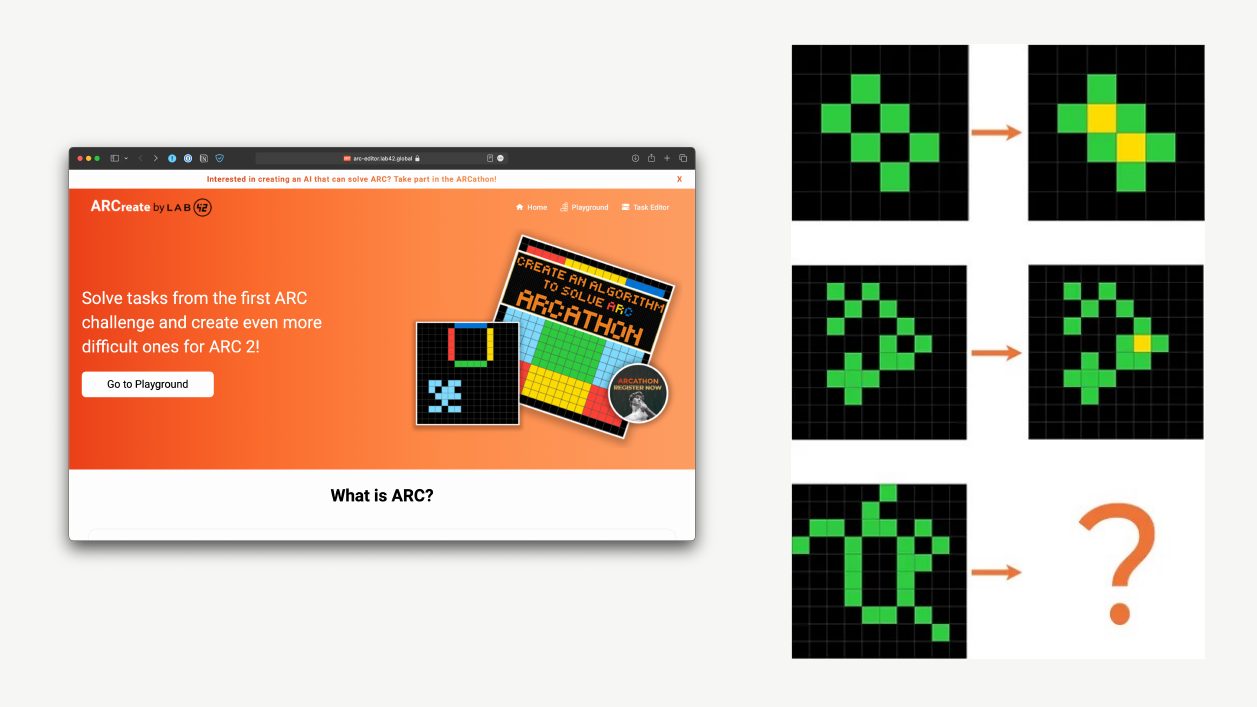 arc-editor.lab42.global
Interested in creating an AI that can solve ARC? Take part in the ARCathon!
X
ARCreate by LAB 42
Home
Playground
Task Editor
CREATE AN ALGORITHM
TO SOLVE ARC
ARCATHON
Solve tasks from the first ARC
challenge and create even more
difficult ones for ARC 2!
Go to Playground
ARCATHON
REGISTER NOW
What is ARC?
?